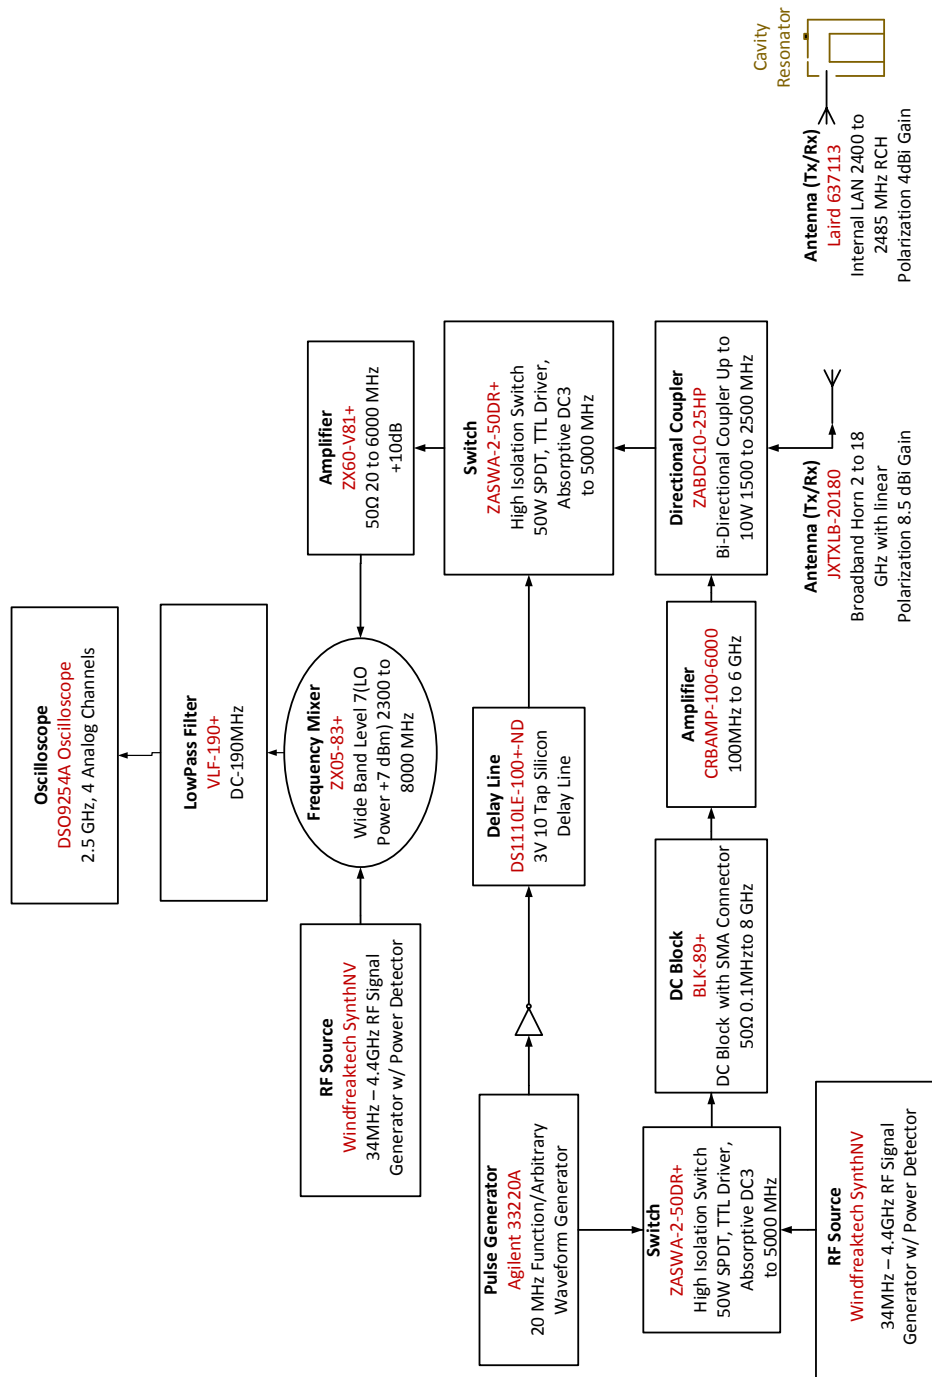 Oscilloscope
DSO9254A Oscilloscope
2.5 GHz, 4 Analog Channels
LowPass Filter
VLF-190+
DC-190MHz
RF Source
Windfreaktech SynthNV
34MHz – 4.4GHz RF Signal
Generator w/ Power Detector
Frequency Mixer
ZX05-83+
Wide Band Level 7(LO
Power +7 dBm) 2300 to
8000 MHz
Amplifier
ZX60-V81+
50Ω 20 to 6000 MHz
+10dB
Pulse Generator
Agilent 33220A
20 MHz Function/Arbitrary
Waveform Generator
Delay Line
DS1110LE-100+-ND
3V 10 Tap Silicon
Delay Line
Switch
ZASWA-2-50DR+
High Isolation Switch
50W SPDT, TTL Driver,
Absorptive DC3
to 5000 MHz
Switch
ZASWA-2-50DR+
High Isolation Switch
50W SPDT, TTL Driver,
Absorptive DC3
to 5000 MHz
DC Block
BLK-89+
DC Block with SMA Connector
50Ω 0.1MHzto 8 GHz
Amplifier
CRBAMP-100-6000
100MHz to 6 GHz
Directional Coupler
ZABDC10-25HP
Bi-Directional Coupler Up to
10W 1500 to 2500 MHz
RF Source
Windfreaktech SynthNV
34MHz – 4.4GHz RF Signal
Generator w/ Power Detector
Antenna (Tx/Rx)
JXTXLB-20180
Broadband Horn 2 to 18
GHz with linear
Polarization 8.5 dBi Gain
Antenna (Tx/Rx)
Laird 637113
Internal LAN 2400 to
2485 MHz RCH
Polarization 4dBi Gain
Cavity
Resonator